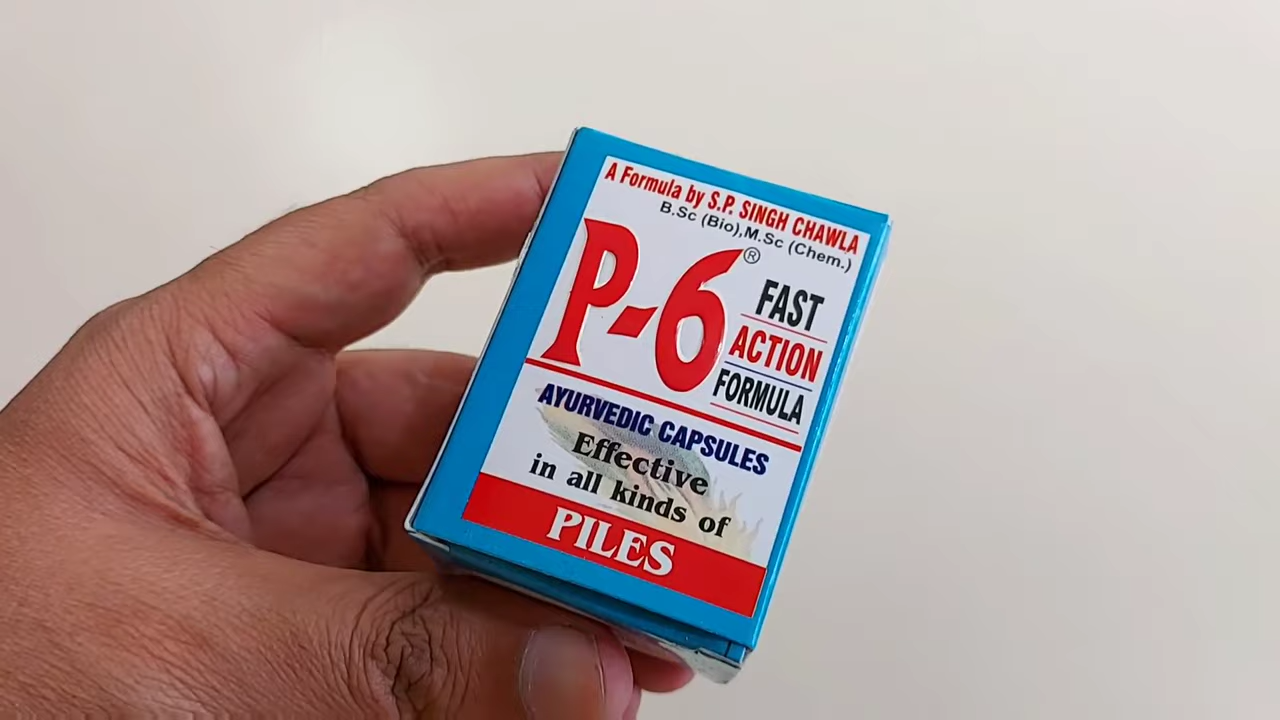 A Formula by S.P. SINGH CHAWLA
B.Sc (Bio),M.Sc (Chem.)
P-6®
FAST
ACTION
FORMULA
AYURVEDIC CAPSULES
Effective
in all kinds of
PILES